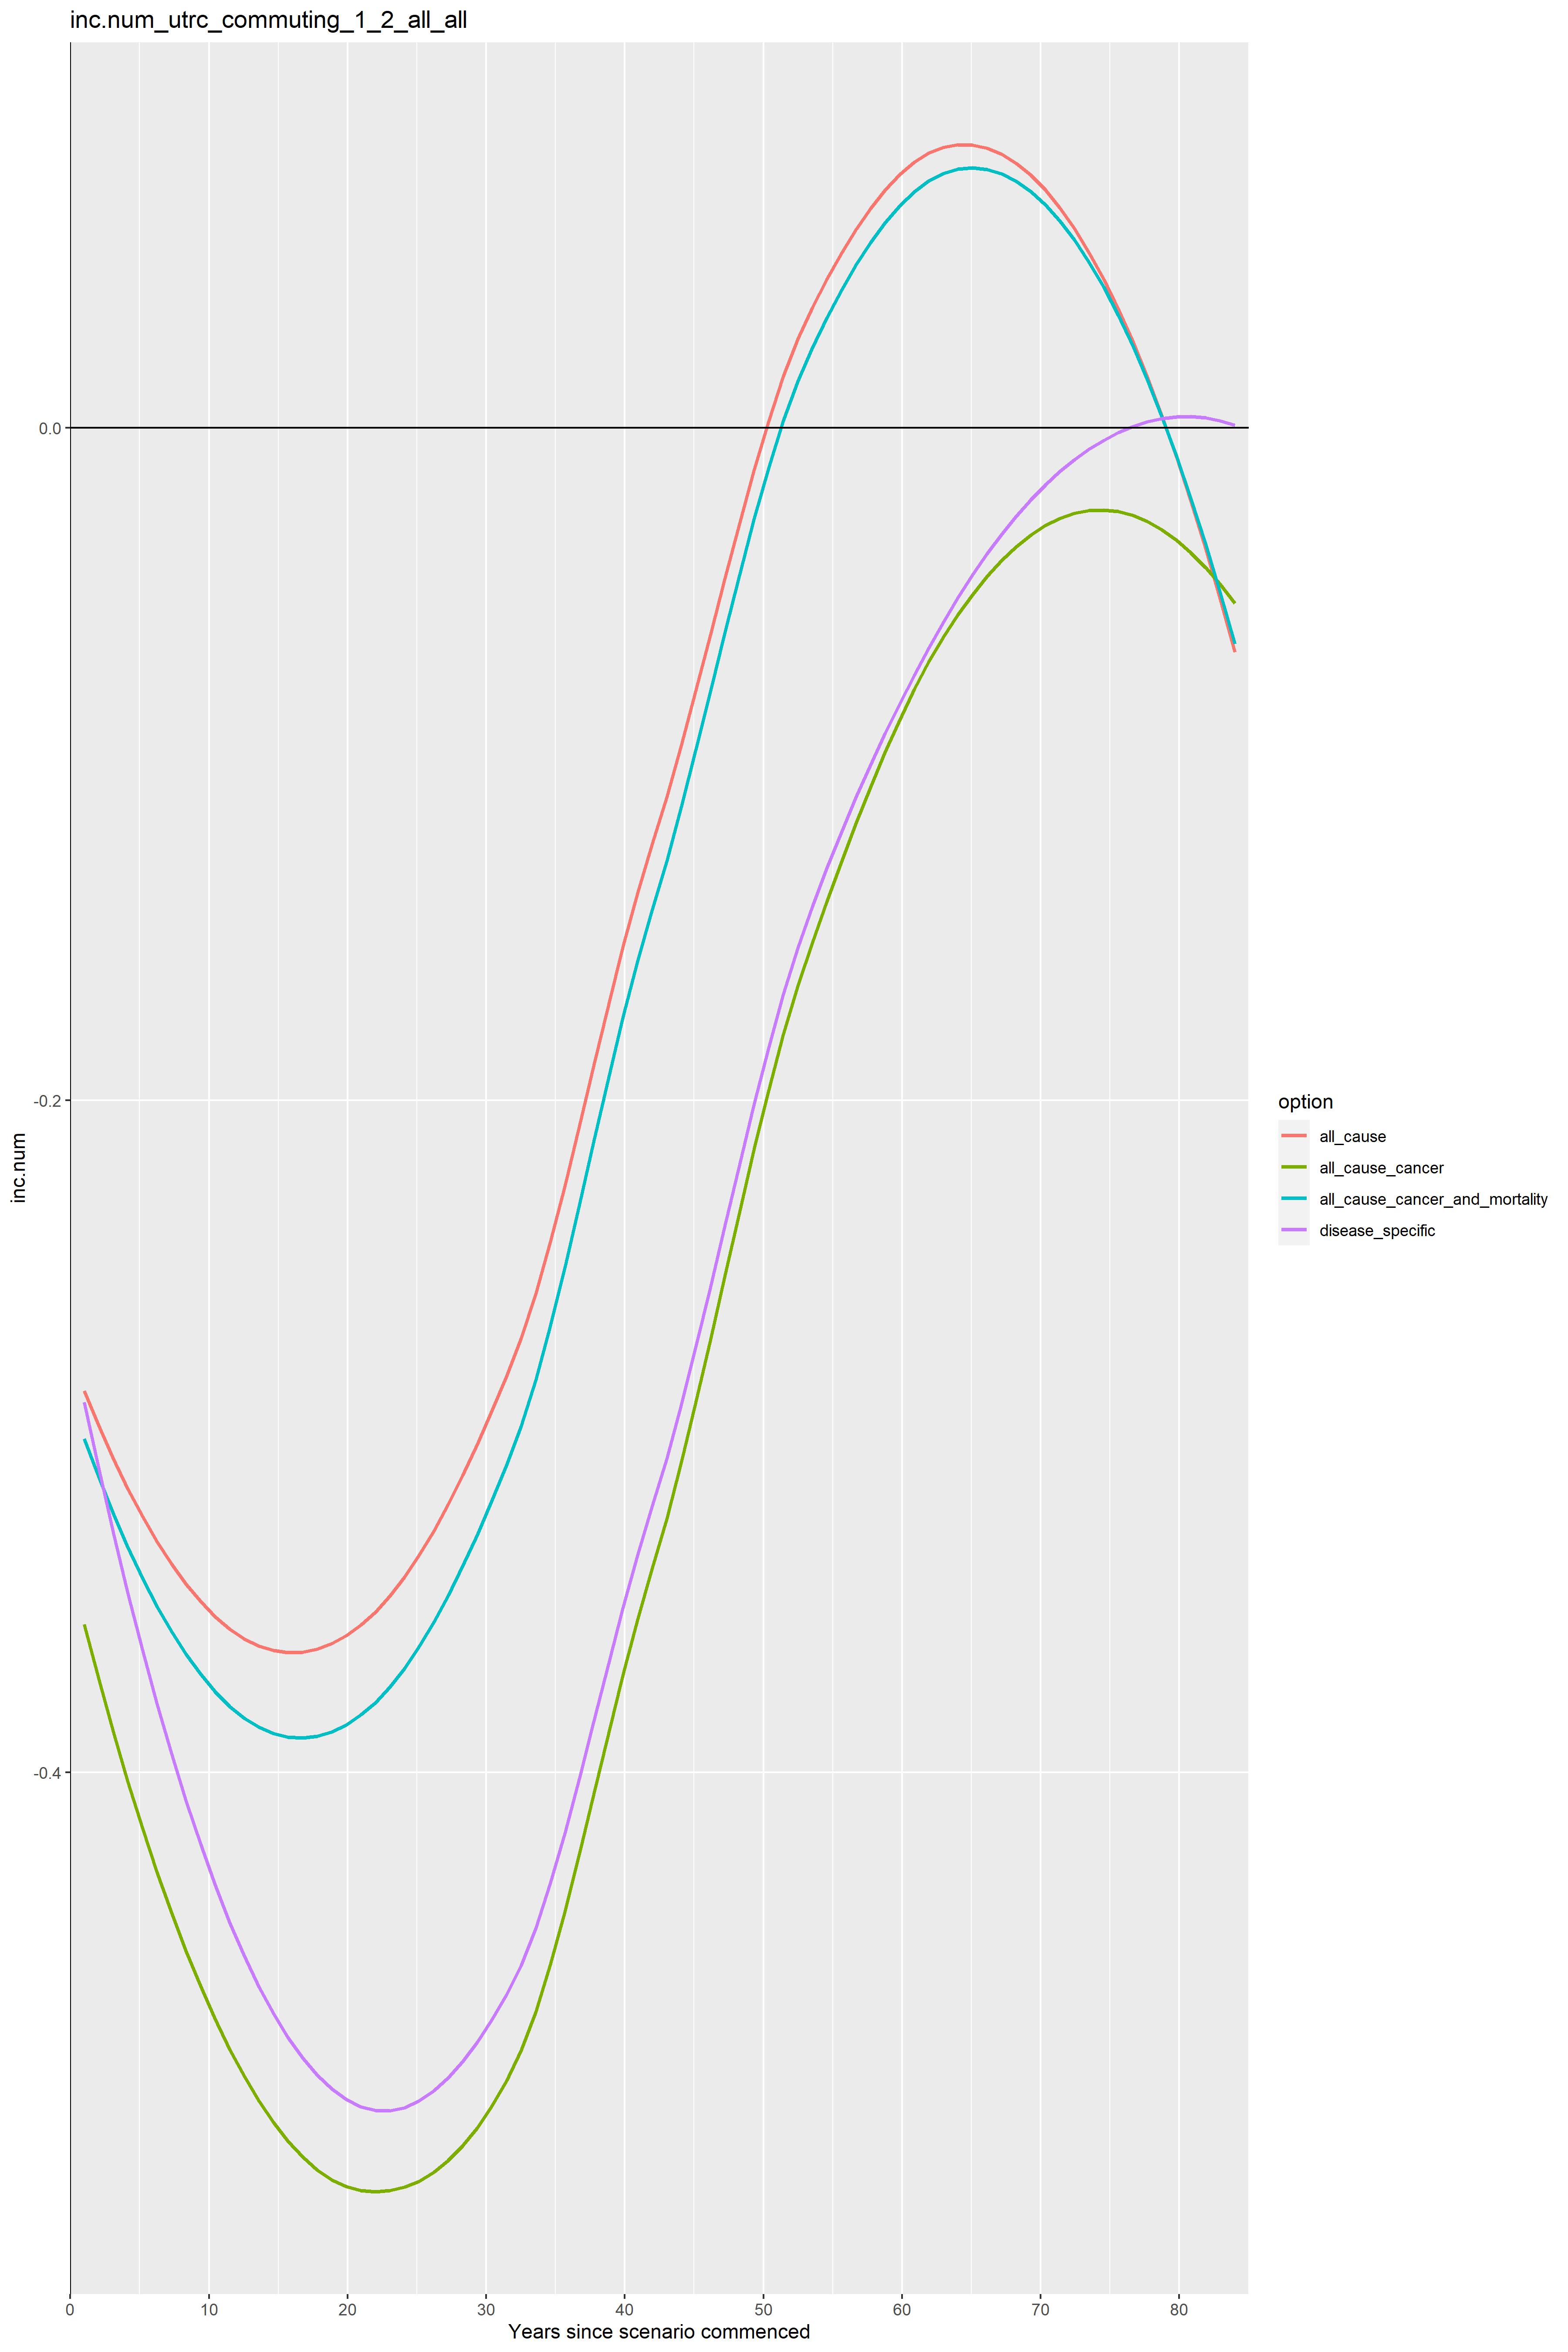 inc.num_utrc_commuting_1_2_all_all
0.0
-0.2
-0.4
inc.num
0 10 20 30 40 50 60 70 80
Years since scenario commenced
option
all_cause
all_cause_cancer
all_cause_cancer_and_mortality
disease_specific